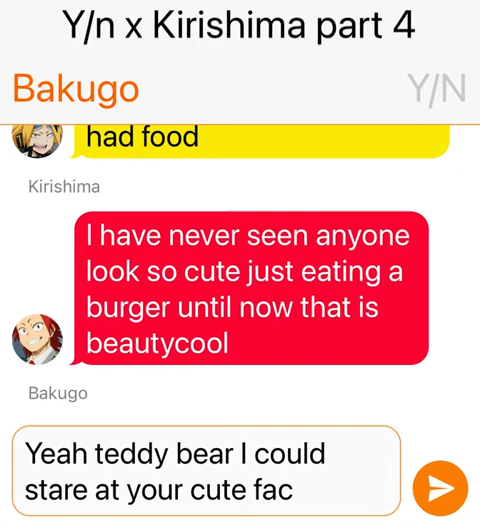 Y/n x Kirishima part 4
Bakugo
Y/N
had food
Kirishima
I have never seen anyone
look so cute just eating a
burger until now that is
beautycool
Bakugo
Yeah teddy bear I could
stare at your cute fac